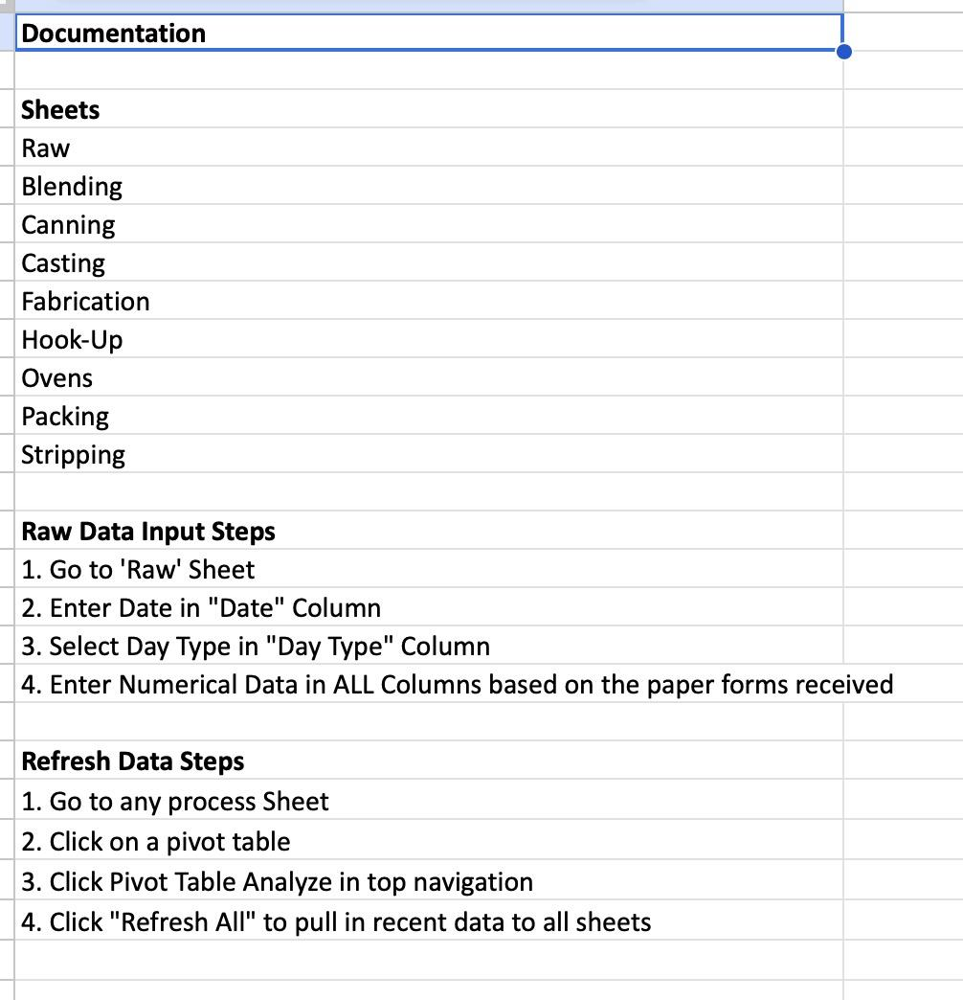 Documentation
Sheets
Raw
Blending
Canning
Casting
Fabrication
Hook-Up
Ovens
Packing
Stripping
Raw Data Input Steps
1. Go to 'Raw' Sheet
2. Enter Date in "Date" Column
3. Select Day Type in "Day Type" Column
4. Enter Numerical Data in ALL Columns based on the paper forms received
Refresh Data Steps
1. Go to any process Sheet
2. Click on a pivot table
3. Click Pivot Table Analyze in top navigation
4. Click "Refresh All" to pull in recent data to all sheets